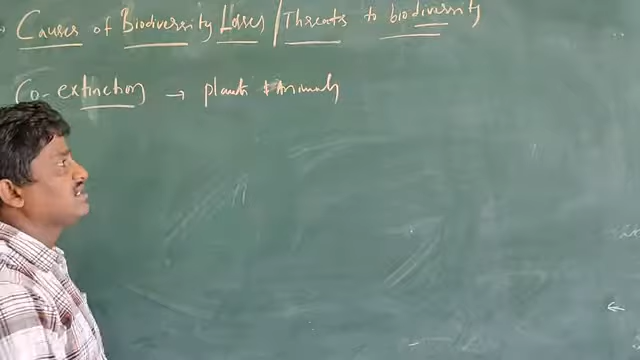 Causes of Biodiversity Losses / Threats to biodiversity
Co-extinction → plants & Animals